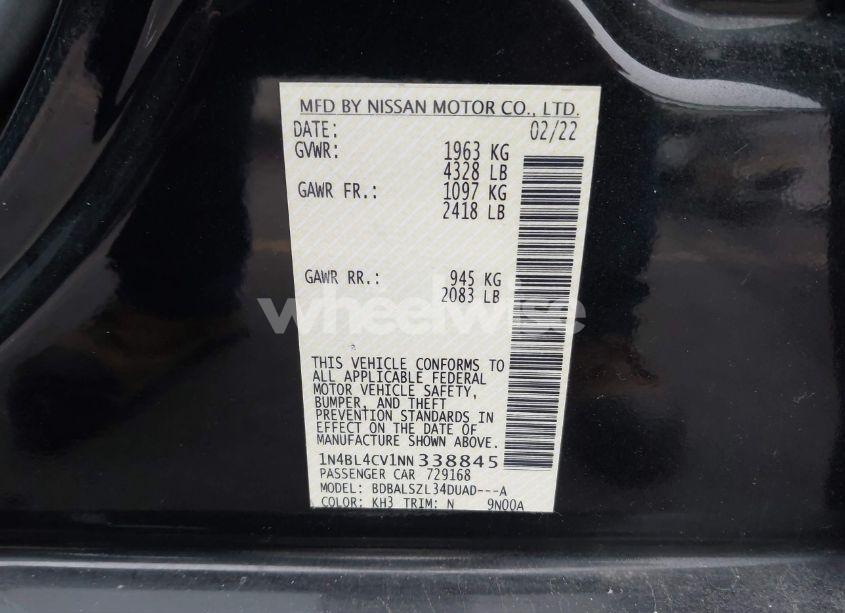 MFD BY NISSAN MOTOR CO., LTD.
DATE: 02/22
GVWR: 1963 KG
4328 LB
GAWR FR.: 1097 KG
2418 LB
GAWR RR.: 945 KG
2083 LB
wheelwise
THIS VEHICLE CONFORMS TO
ALL APPLICABLE FEDERAL
MOTOR VEHICLE SAFETY,
BUMPER, AND THEFT
PREVENTION STANDARDS IN
EFFECT ON THE DATE OF
MANUFACTURE SHOWN ABOVE.
1N4BL4CV1NN338845
PASSENGER CAR 729168
MODEL: BDBALSZL34DUAD---A
COLOR: KH3 TRIM: N 9N00A